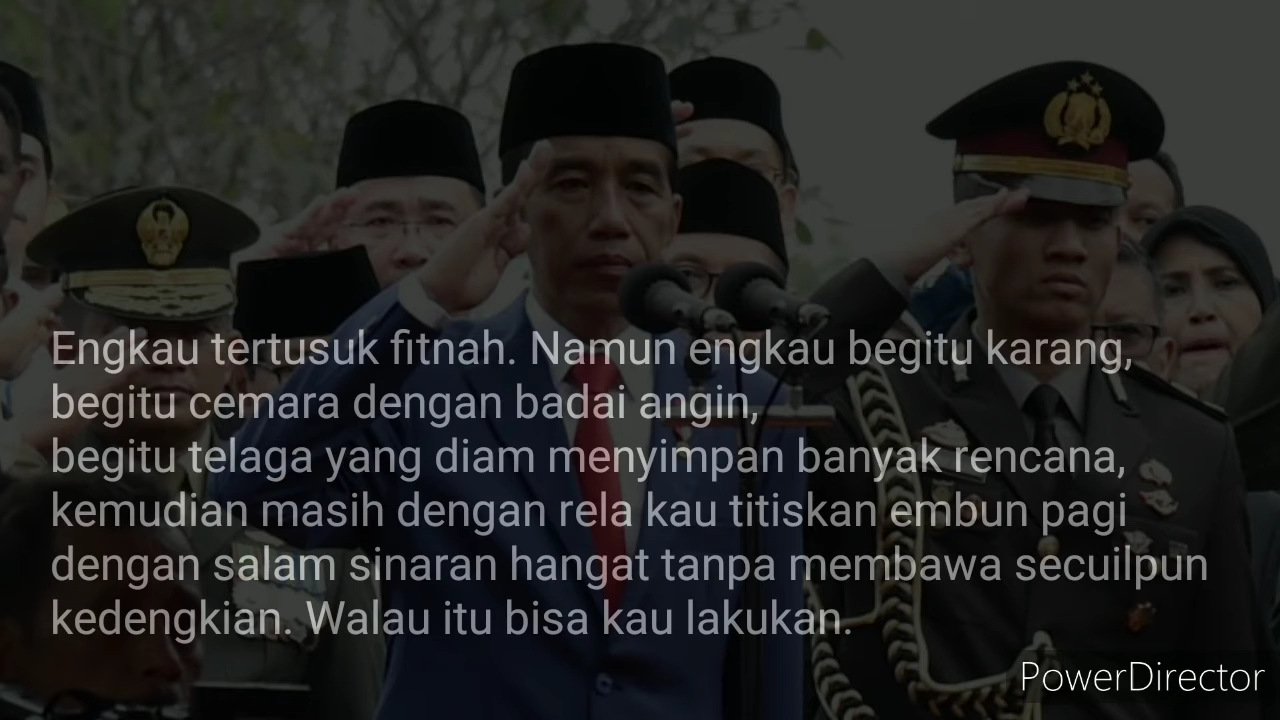 Engkau tertusuk fitnah. Namun engkau begitu karang,
begitu cemara dengan badai angin,
begitu telaga yang diam menyimpan banyak rencana,
kemudian masih dengan rela kau titiskan embun pagi
dengan salam sinaran hangat tanpa membawa secuilpun
kedengkian. Walau itu bisa kau lakukan.
PowerDirector